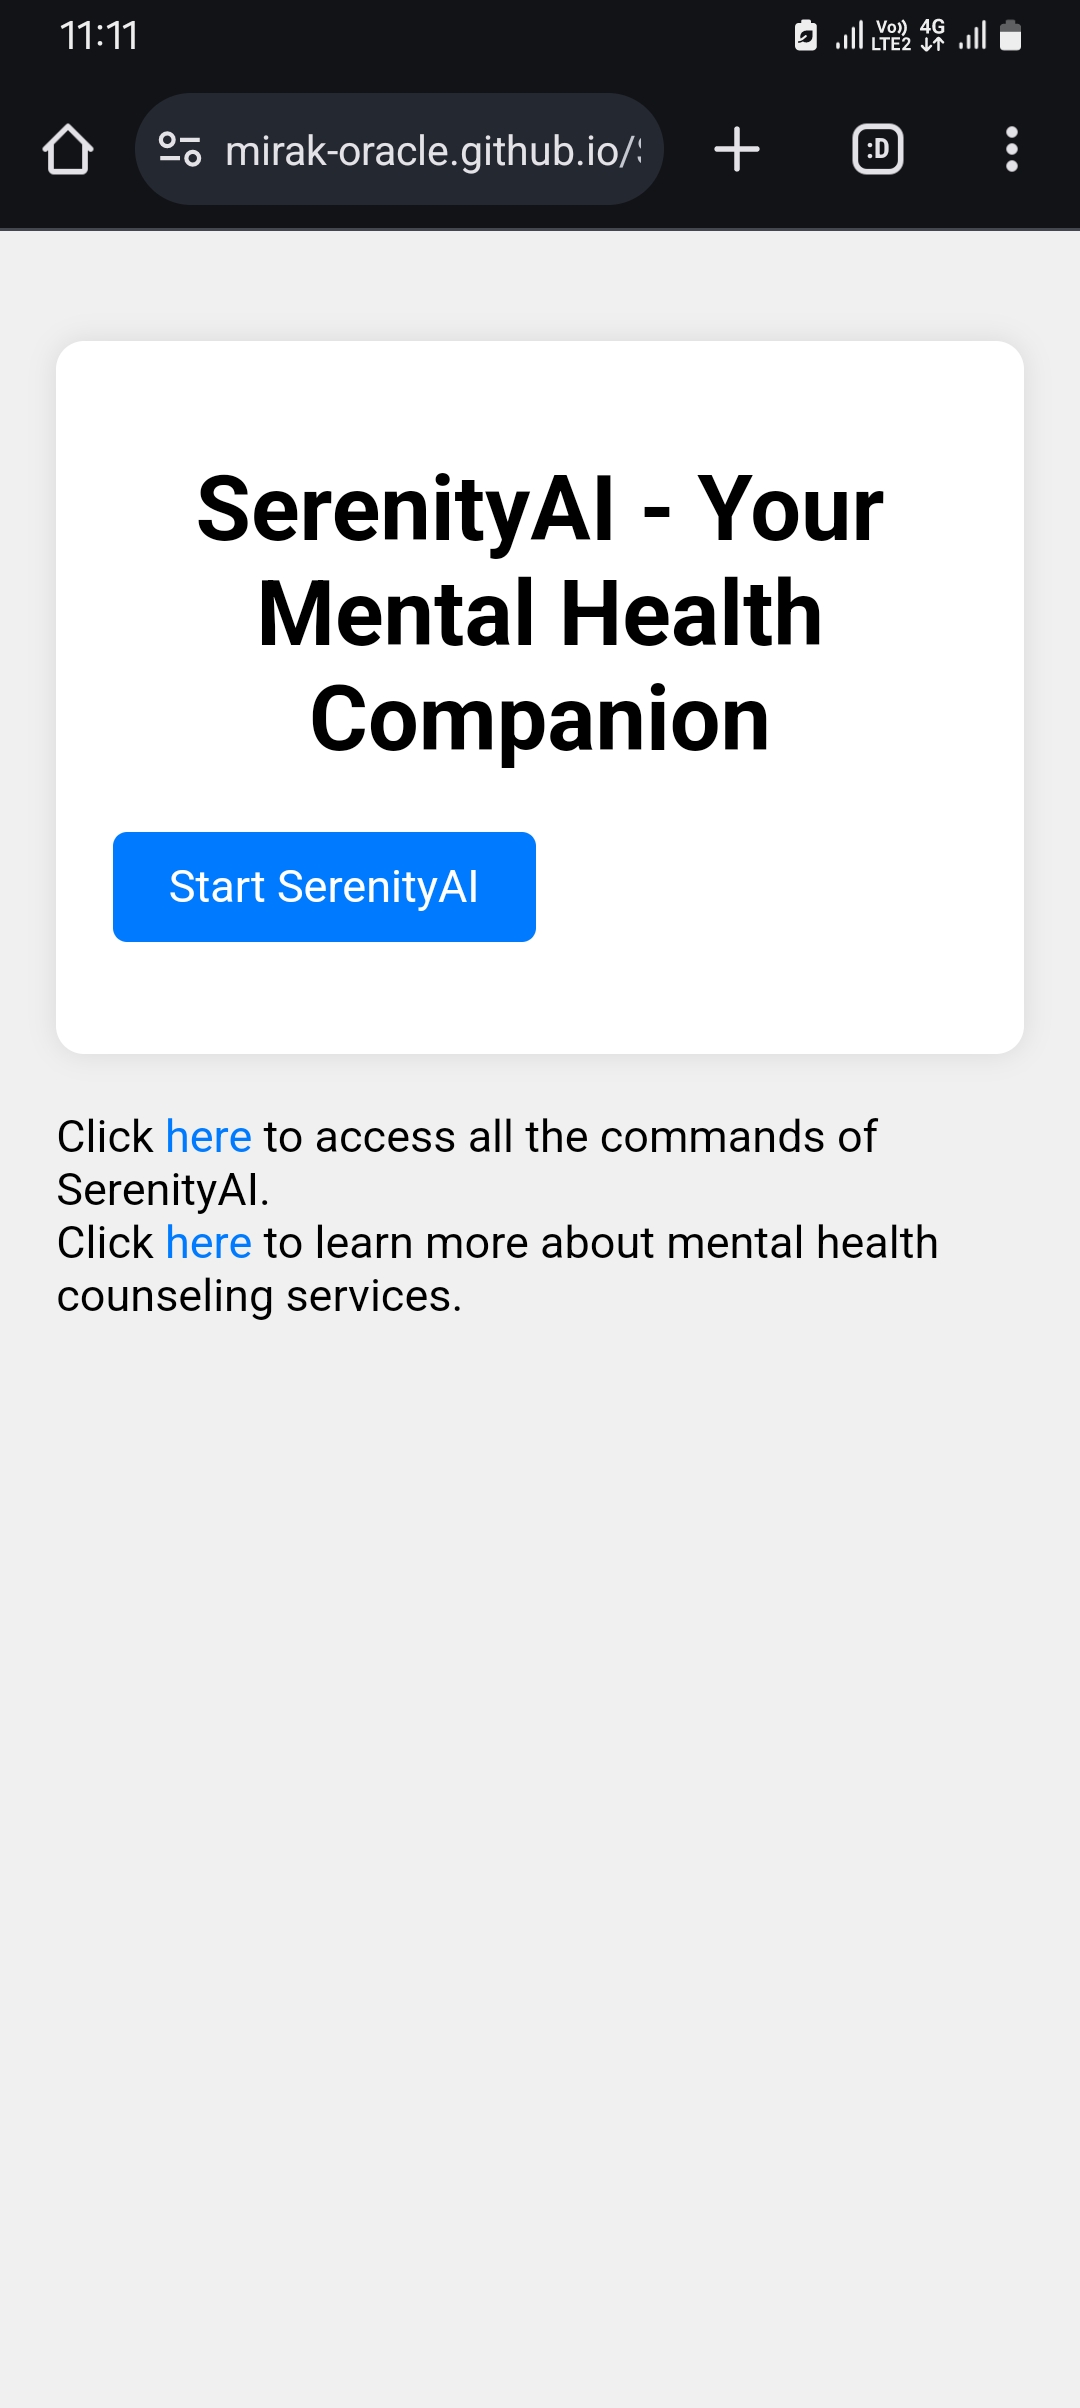 11:11
Vo)) 4G
LTE2
mirak-oracle.github.io/
:D
SerenityAI - Your
Mental Health
Companion
Start SerenityAI
Click here to access all the commands of
SerenityAI.
Click here to learn more about mental health
counseling services.